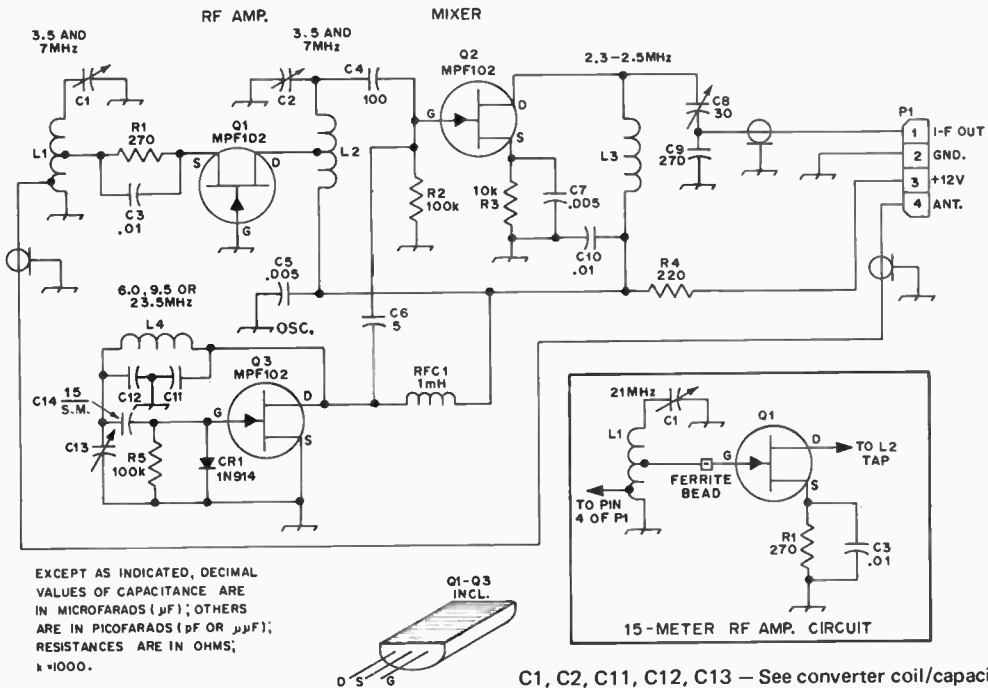 RF AMP.
MIXER
3.5 AND
7MHz
C1
L1
R1
270
C3
.01
Q1
MPF102
S
D
G
3.5 AND
7MHz
C2
C4
100
L2
Q2
MPF102
G
D
S
R2
100k
10k
R3
C7
.005
C10
.01
2.3-2.5MHz
L3
C8
30
C9
270
P1
1 I-F OUT
2 GND.
3 +12V
4 ANT.
R4
220
C5
.005
OSC.
C6
5
RFC1
1mH
6.0, 9.5 OR
23.5MHz
L4
C12
C11
C14
15
S.M.
C13
R5
100k
CR1
1N914
Q3
MPF102
G
D
S
21MHz
C1
L1
TO PIN
4 OF P1
FERRITE
BEAD
Q1
G
D
S
TO L2
TAP
R1
270
C3
.01
15-METER RF AMP. CIRCUIT
EXCEPT AS INDICATED, DECIMAL
VALUES OF CAPACITANCE ARE
IN MICROFARADS (µF); OTHERS
ARE IN PICOFARADS (pF OR µµF);
RESISTANCES ARE IN OHMS;
k=1000.
Q1-Q3
INCL.
D S G
C1, C2, C11, C12, C13 — See converter coil/capaci